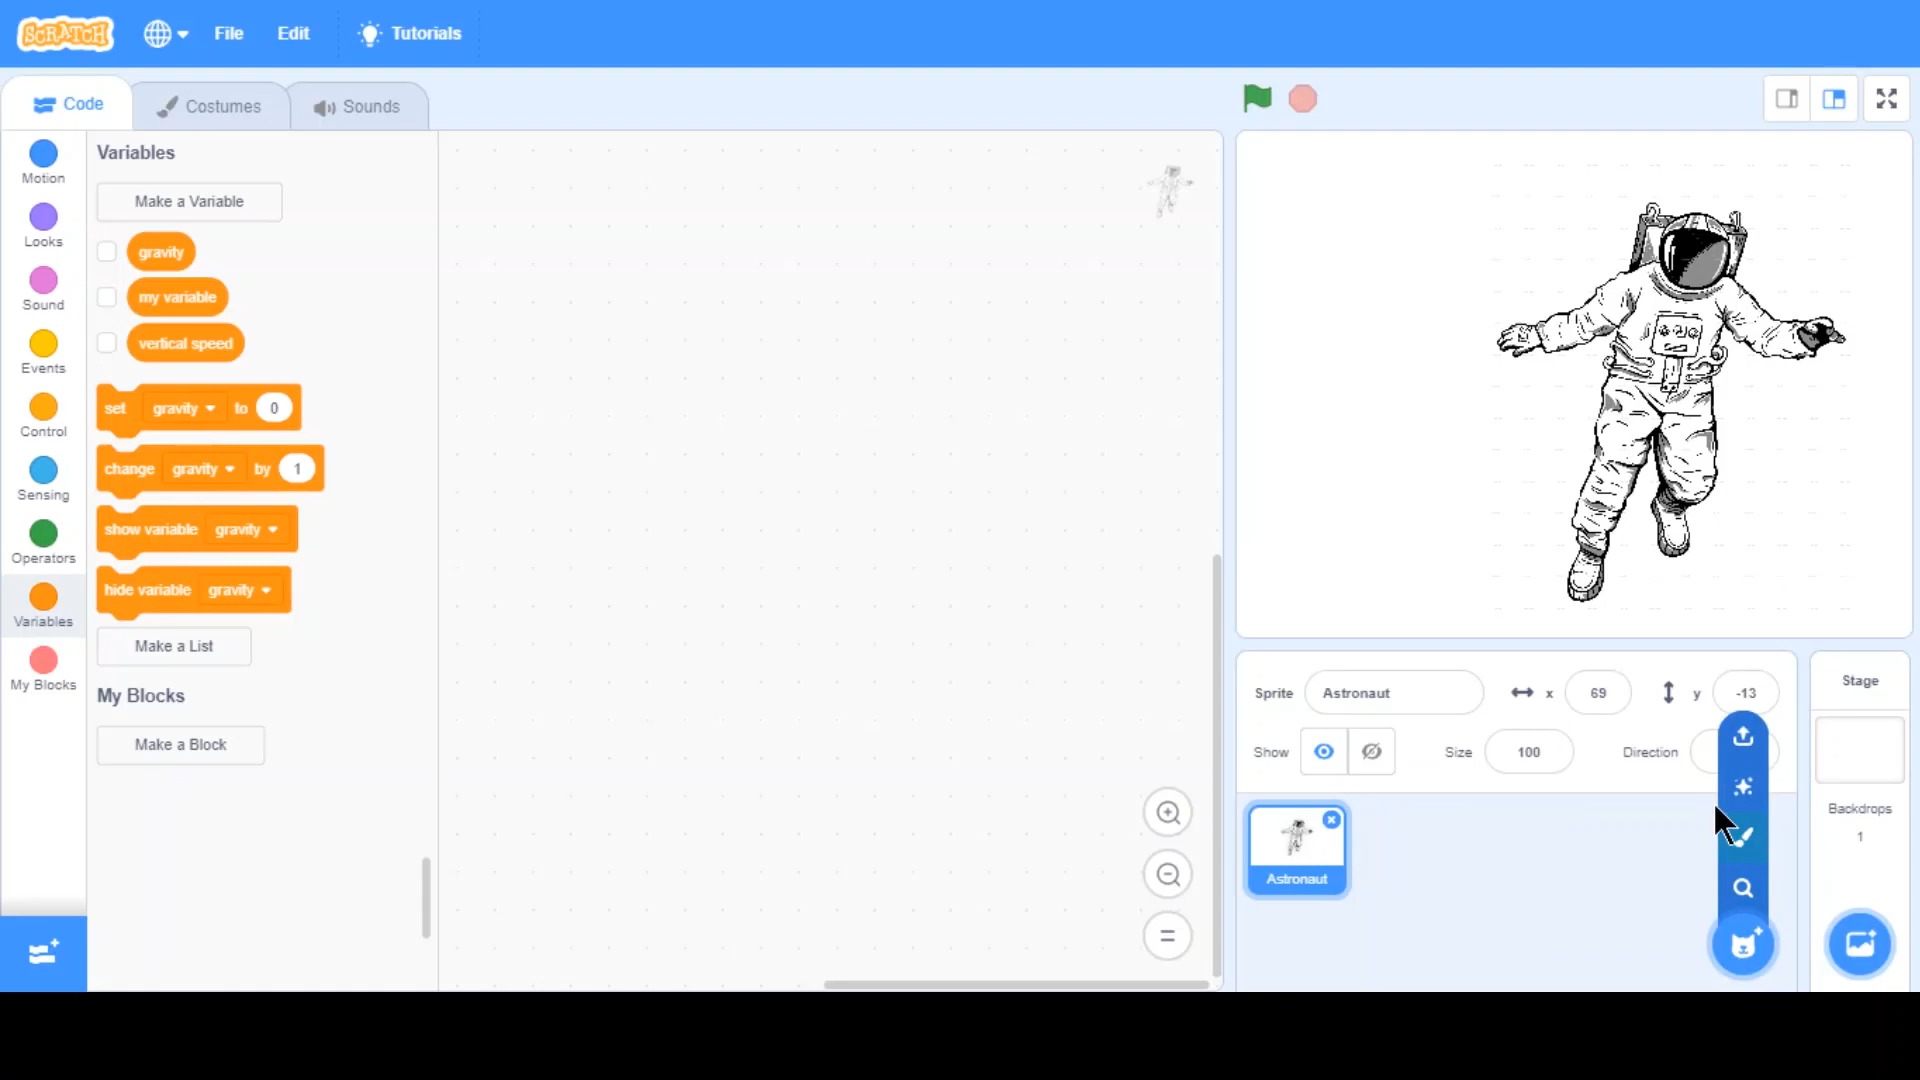 SCRATCH File Edit Tutorials
Code Costumes Sounds
Motion
Looks
Sound
Events
Control
Sensing
Operators
Variables
My Blocks
Variables
Make a Variable
gravity
my variable
vertical speed
set gravity to 0
change gravity by 1
show variable gravity
hide variable gravity
Make a List
My Blocks
Make a Block
Sprite Astronaut x 69 y -13
Show Size 100 Direction
Astronaut
Stage
Backdrops
1